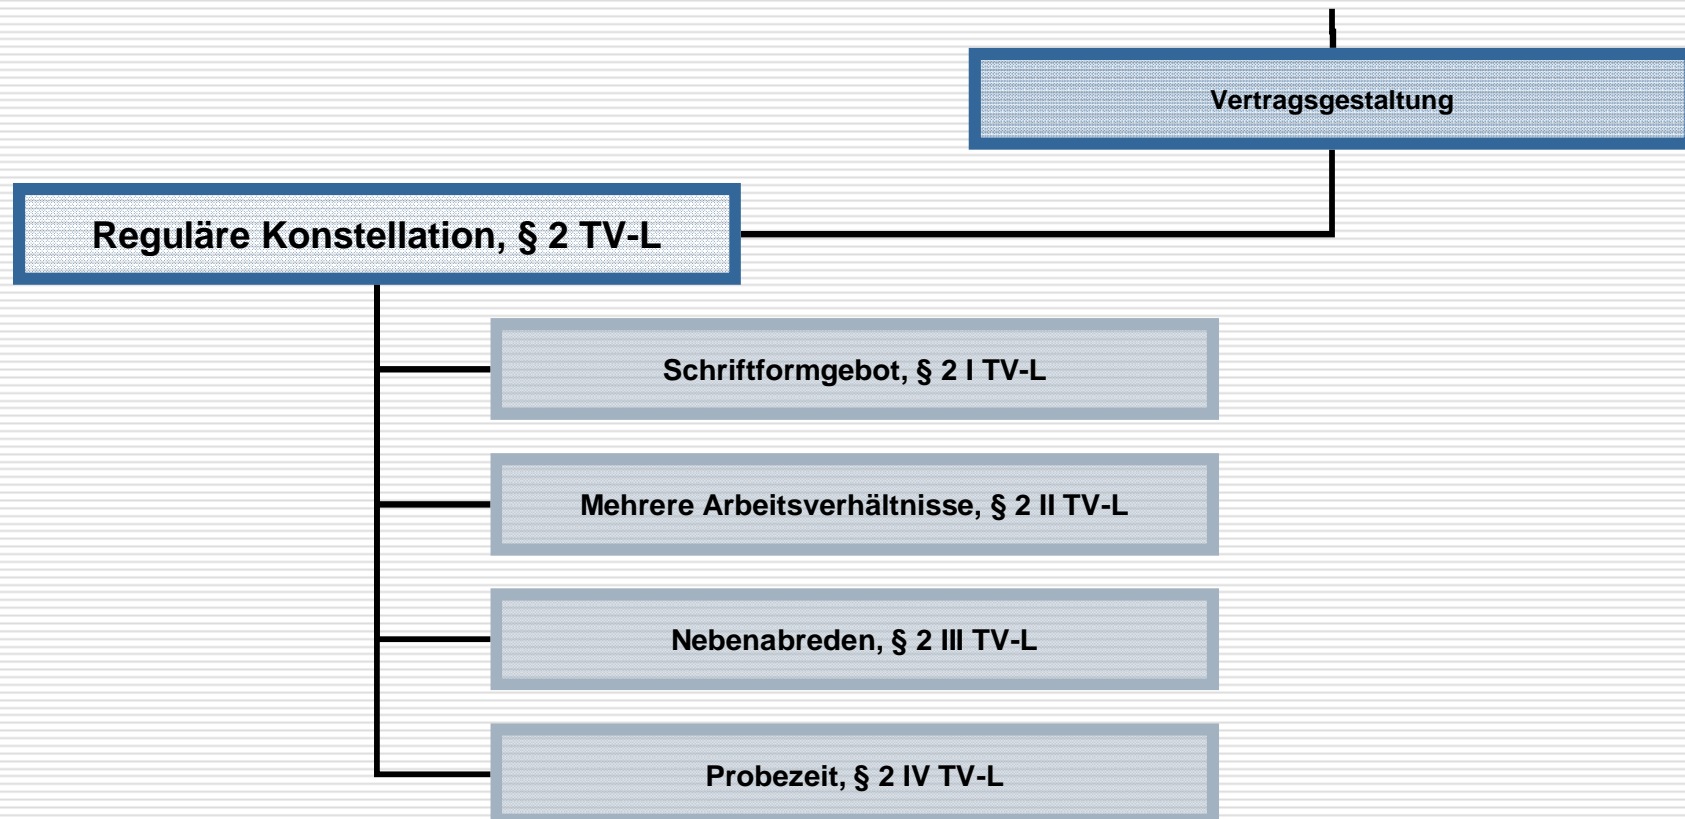 Vertragsgestaltung
Reguläre Konstellation, § 2 TV-L
Schriftformgebot, § 2 I TV-L
Mehrere Arbeitsverhältnisse, § 2 II TV-L
Nebenabreden, § 2 III TV-L
Probezeit, § 2 IV TV-L